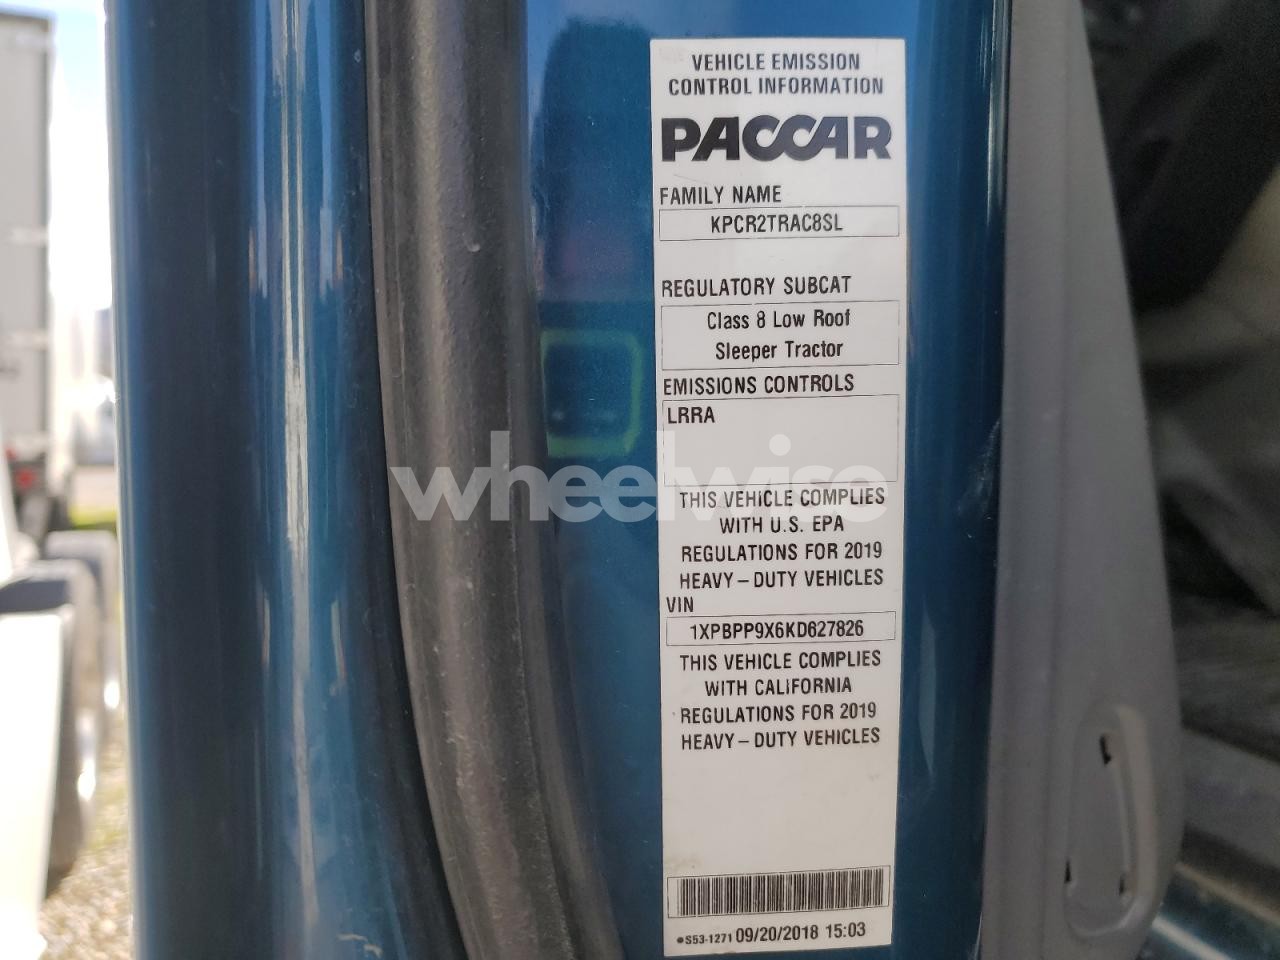 VEHICLE EMISSION
CONTROL INFORMATION
PACCAR
FAMILY NAME
KPCR2TRAC8SL
REGULATORY SUBCAT
Class 8 Low Roof
Sleeper Tractor
EMISSIONS CONTROLS
LRRA
wheelwise
THIS VEHICLE COMPLIES
WITH U.S. EPA
REGULATIONS FOR 2019
HEAVY-DUTY VEHICLES
VIN
1XPBPP9X6KD627826
THIS VEHICLE COMPLIES
WITH CALIFORNIA
REGULATIONS FOR 2019
HEAVY-DUTY VEHICLES
•S53-1271 09/20/2018 15:03